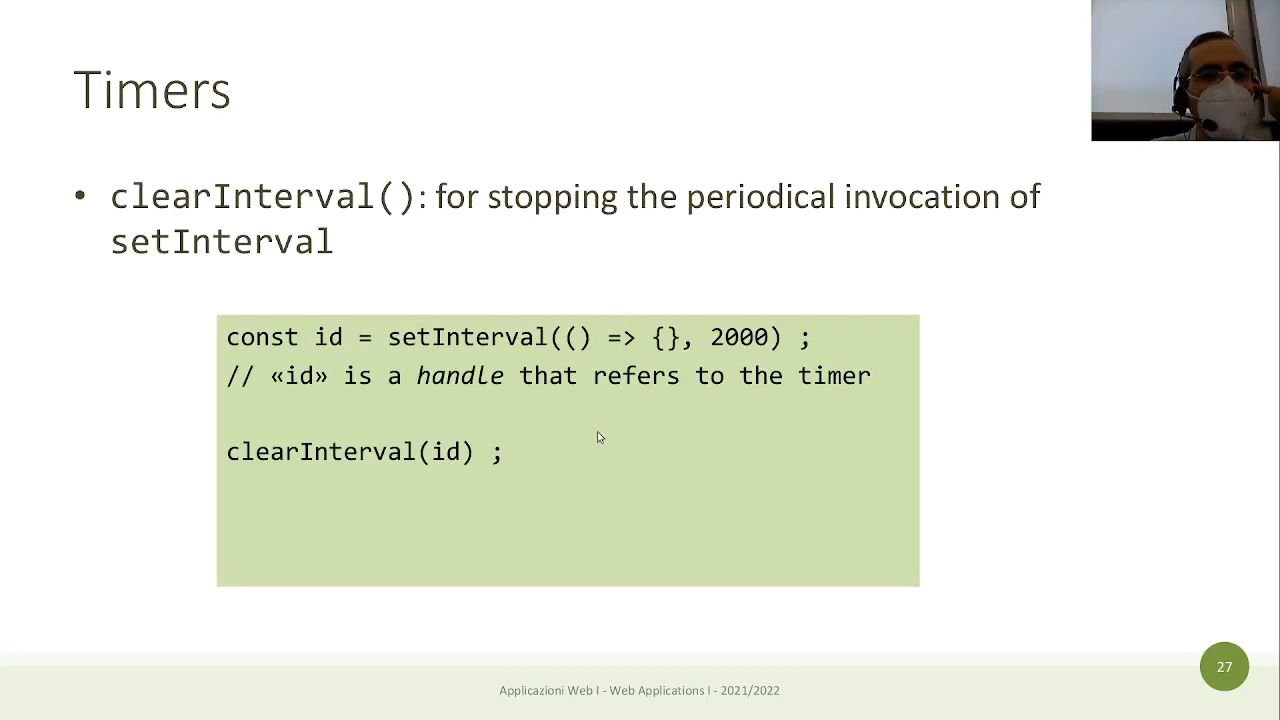 Timers
• clearInterval(): for stopping the periodical invocation of
setInterval
const id = setInterval(() => {}, 2000) ;
// «id» is a handle that refers to the timer
clearInterval(id) ;
27
Applicazioni Web I - Web Applications I - 2021/2022